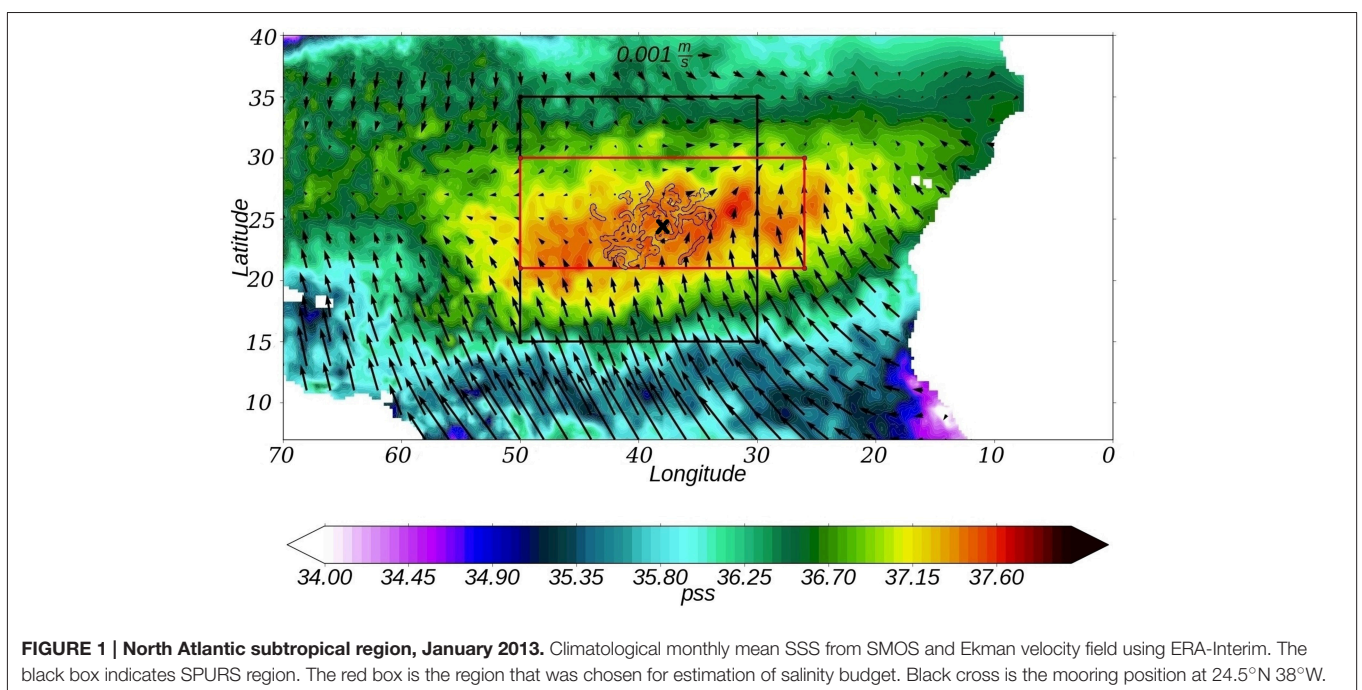 40
35
30
25
20
15
10
Latitude
0.001 m/s
70 60 50 40 30 20 10 0
Longitude
34.00 34.45 34.90 35.35 35.80 36.25 36.70 37.15 37.60
pss
FIGURE 1 | North Atlantic subtropical region, January 2013. Climatological monthly mean SSS from SMOS and Ekman velocity field using ERA-Interim. The
black box indicates SPURS region. The red box is the region that was chosen for estimation of salinity budget. Black cross is the mooring position at 24.5°N 38°W.